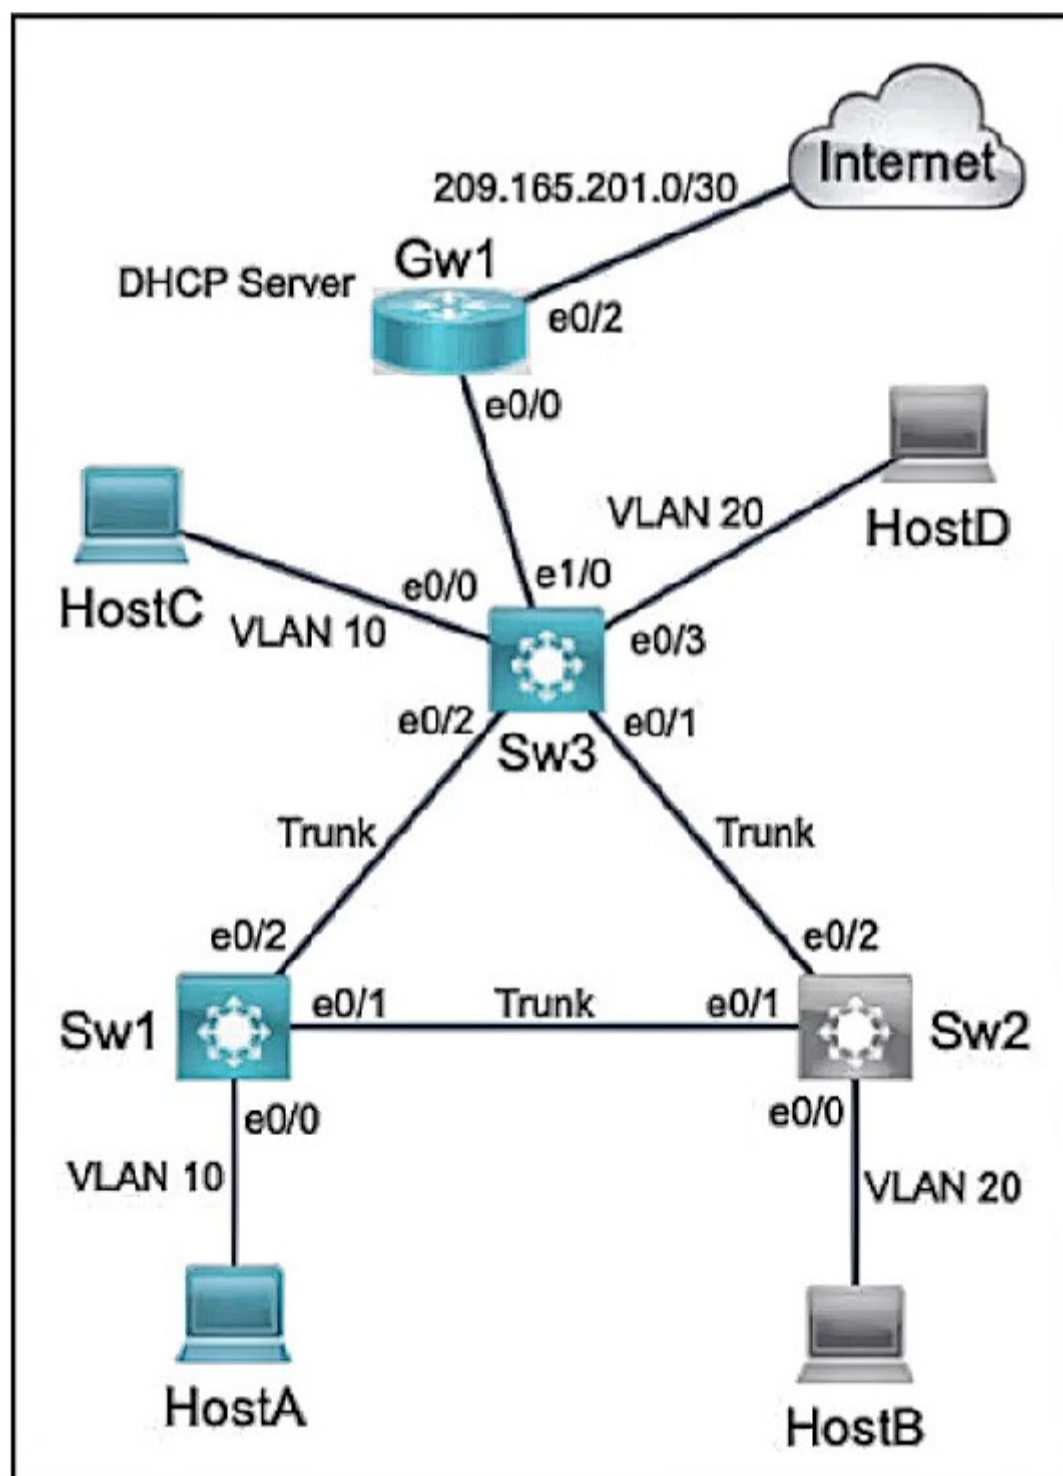 Internet
209.165.201.0/30
Gw1
DHCP Server
e0/2
e0/0
VLAN 20
HostD
HostC
e0/0
e1/0
VLAN 10
e0/3
e0/2
e0/1
Sw3
Trunk
Trunk
e0/2
e0/2
Sw1
e0/1
Trunk
e0/1
Sw2
e0/0
e0/0
VLAN 10
VLAN 20
HostA
HostB